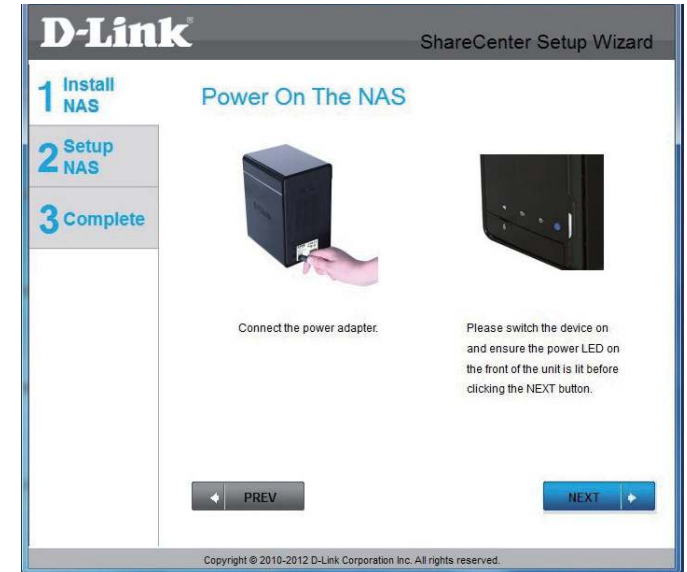 D-Link
ShareCenter Setup Wizard
1 Install
NAS
2 Setup
NAS
3 Complete
Power On The NAS
Connect the power adapter.
Please switch the device on
and ensure the power LED on
the front of the unit is lit before
clicking the NEXT button.
PREV
NEXT
Copyright © 2010-2012 D-Link Corporation Inc. All rights reserved.